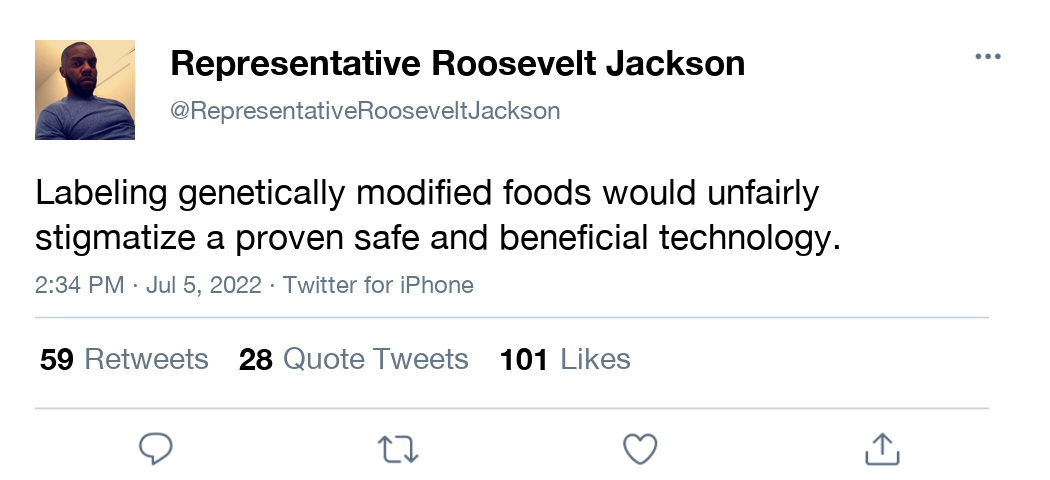 Representative Roosevelt Jackson
@RepresentativeRooseveltJackson
Labeling genetically modified foods would unfairly
stigmatize a proven safe and beneficial technology.
2:34 PM · Jul 5, 2022 · Twitter for iPhone
59 Retweets 28 Quote Tweets 101 Likes